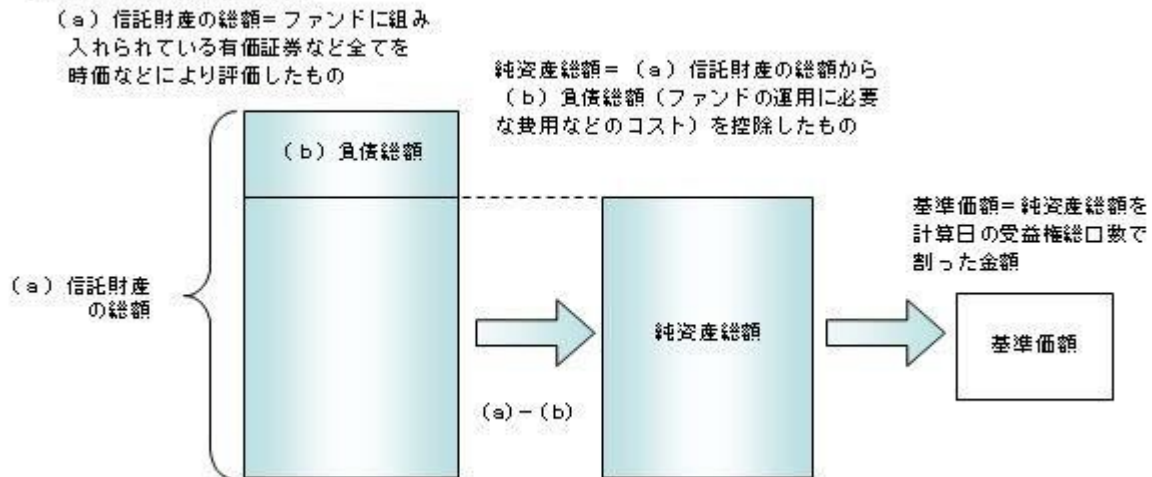 (a)信託財産の総額=ファンドに組み
入れられている有価証券など全てを
時価などにより評価したもの
純資産総額=(a)信託財産の総額から
(b)負債総額(ファンドの運用に必要
な費用などのコスト)を控除したもの
(b)負債総額
基準価額=純資産総額を
計算日の受益権総口数で
割った金額
(a)信託財産
の総額
純資産総額
基準価額
(a)-(b)